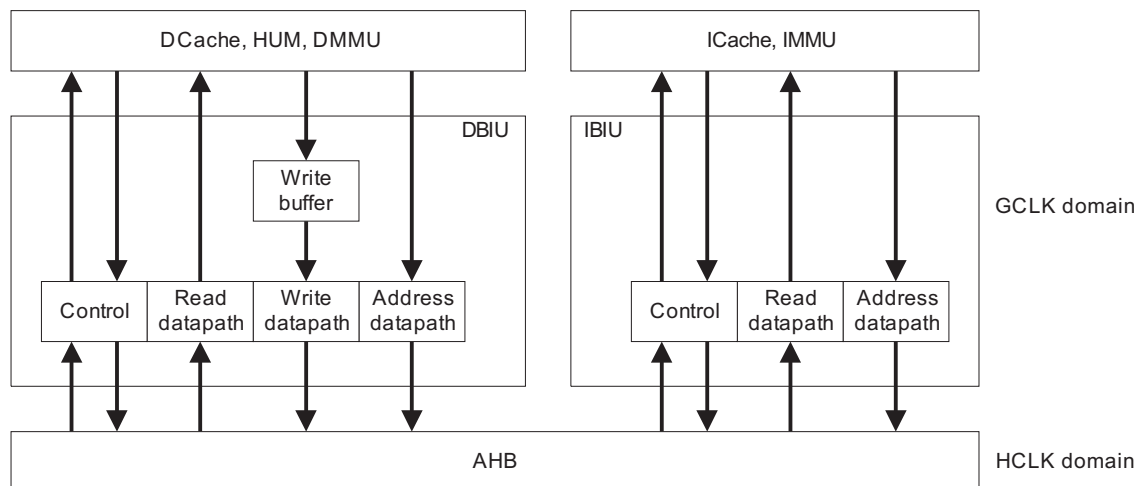 DCache, HUM, DMMU
ICache, IMMU
DBIU
IBIU
Write
buffer
GCLK domain
Control
Read
datapath
Write
datapath
Address
datapath
Control
Read
datapath
Address
datapath
AHB
HCLK domain